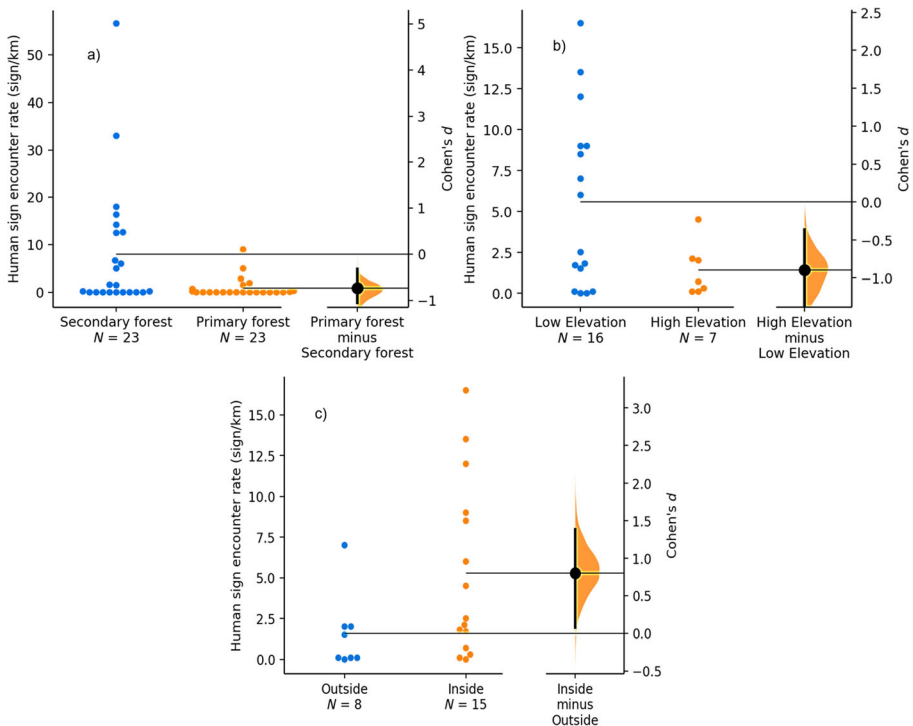 a)
Human sign encounter rate (sign/km)
50
40
30
20
10
0
5
4
3
2
1
0
−1
Cohen's d
Secondary forest
N = 23
Primary forest
N = 23
Primary forest
minus
Secondary forest
b)
Human sign encounter rate (sign/km)
15.0
12.5
10.0
7.5
5.0
2.5
0.0
2.5
2.0
1.5
1.0
0.5
0.0
−0.5
−1.0
Cohen's d
Low Elevation
N = 16
High Elevation
N = 7
High Elevation
minus
Low Elevation
c)
Human sign encounter rate (sign/km)
15.0
12.5
10.0
7.5
5.0
2.5
0.0
3.0
2.5
2.0
1.5
1.0
0.5
0.0
−0.5
Cohen's d
Outside
N = 8
Inside
N = 15
Inside
minus
Outside